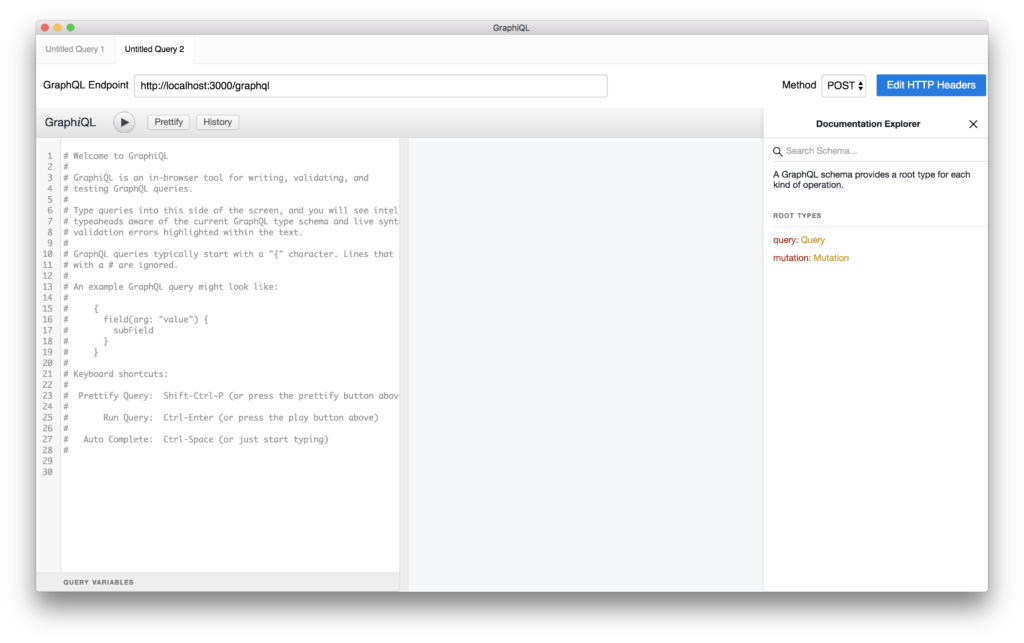 GraphiQL
Untitled Query 1
Untitled Query 2
GraphQL Endpoint
http://localhost:3000/graphql
Method
POST
Edit HTTP Headers
GraphiQL
Prettify
History
Documentation Explorer
Search Schema...
A GraphQL schema provides a root type for each
kind of operation.
ROOT TYPES
query: Query
mutation: Mutation
1 # Welcome to GraphiQL
2 #
3 # GraphiQL is an in-browser tool for writing, validating, and
4 # testing GraphQL queries.
5 #
6 # Type queries into this side of the screen, and you will see intel
7 # typeaheads aware of the current GraphQL type schema and live synt
8 # validation errors highlighted within the text.
9 #
10 # GraphQL queries typically start with a "{" character. Lines that
11 # with a # are ignored.
12 #
13 # An example GraphQL query might look like:
14 #
15 #     {
16 #       field(arg: "value") {
17 #         subField
18 #       }
19 #     }
20 #
21 # Keyboard shortcuts:
22 #
23 #  Prettify Query:  Shift-Ctrl-P (or press the prettify button abov
24 #
25 #       Run Query:  Ctrl-Enter (or press the play button above)
26 #
27 #   Auto Complete:  Ctrl-Space (or just start typing)
28 #
29
30
QUERY VARIABLES